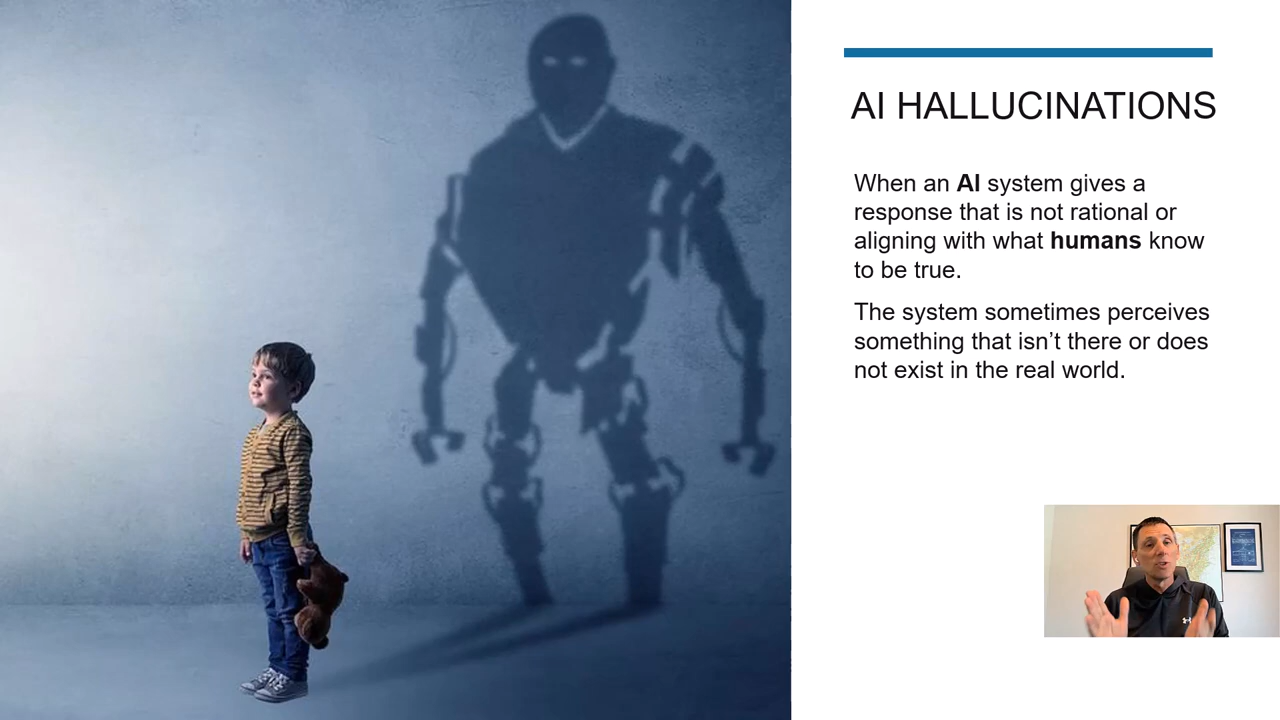 AI HALLUCINATIONS
When an AI system gives a
response that is not rational or
aligning with what humans know
to be true.
The system sometimes perceives
something that isn’t there or does
not exist in the real world.